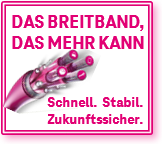 DAS BREITBAND,
DAS MEHR KANN
Schnell. Stabil.
Zukunftssicher.